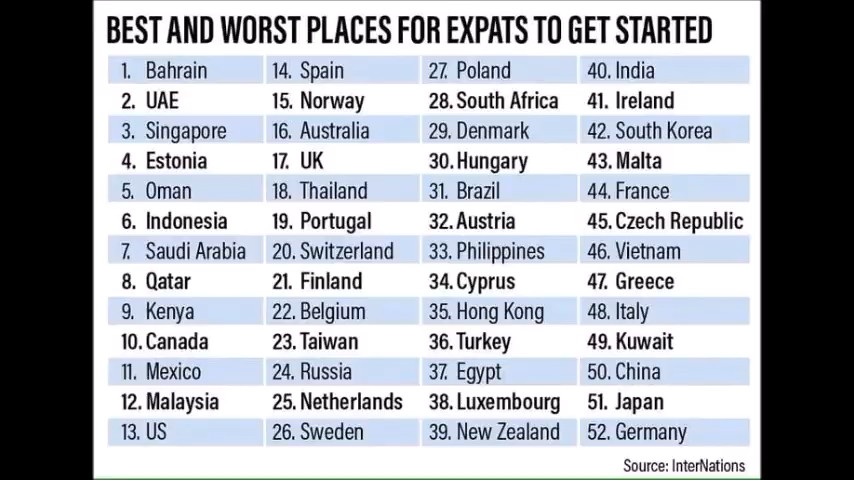 BEST AND WORST PLACES FOR EXPATS TO GET STARTED
1. Bahrain
2. UAE
3. Singapore
4. Estonia
5. Oman
6. Indonesia
7. Saudi Arabia
8. Qatar
9. Kenya
10. Canada
11. Mexico
12. Malaysia
13. US
14. Spain
15. Norway
16. Australia
17. UK
18. Thailand
19. Portugal
20. Switzerland
21. Finland
22. Belgium
23. Taiwan
24. Russia
25. Netherlands
26. Sweden
27. Poland
28. South Africa
29. Denmark
30. Hungary
31. Brazil
32. Austria
33. Philippines
34. Cyprus
35. Hong Kong
36. Turkey
37. Egypt
38. Luxembourg
39. New Zealand
40. India
41. Ireland
42. South Korea
43. Malta
44. France
45. Czech Republic
46. Vietnam
47. Greece
48. Italy
49. Kuwait
50. China
51. Japan
52. Germany
Source: InterNations